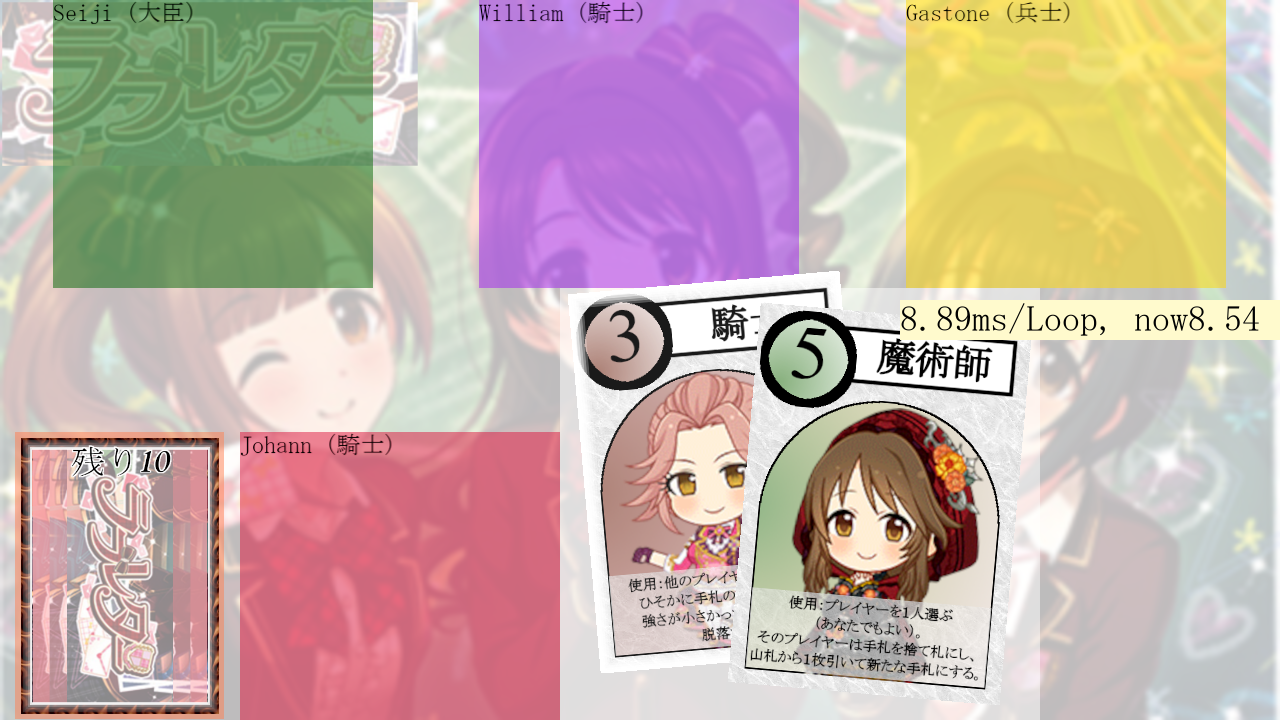 Seiji (大臣)
William (騎士)
Gastone (兵士)
ラブレター
8.89ms/Loop, now8.54
3
騎
5
魔術師
残り10
ラブレター
Johann (騎士)
使用:他のプレイヤ
ひそかに手札の
強さが小さかっ
脱落
使用:プレイヤーを1人選ぶ
(あなたでもよい)。
そのプレイヤーは手札を捨て札にし、
山札から1枚引いて新たな手札にする。